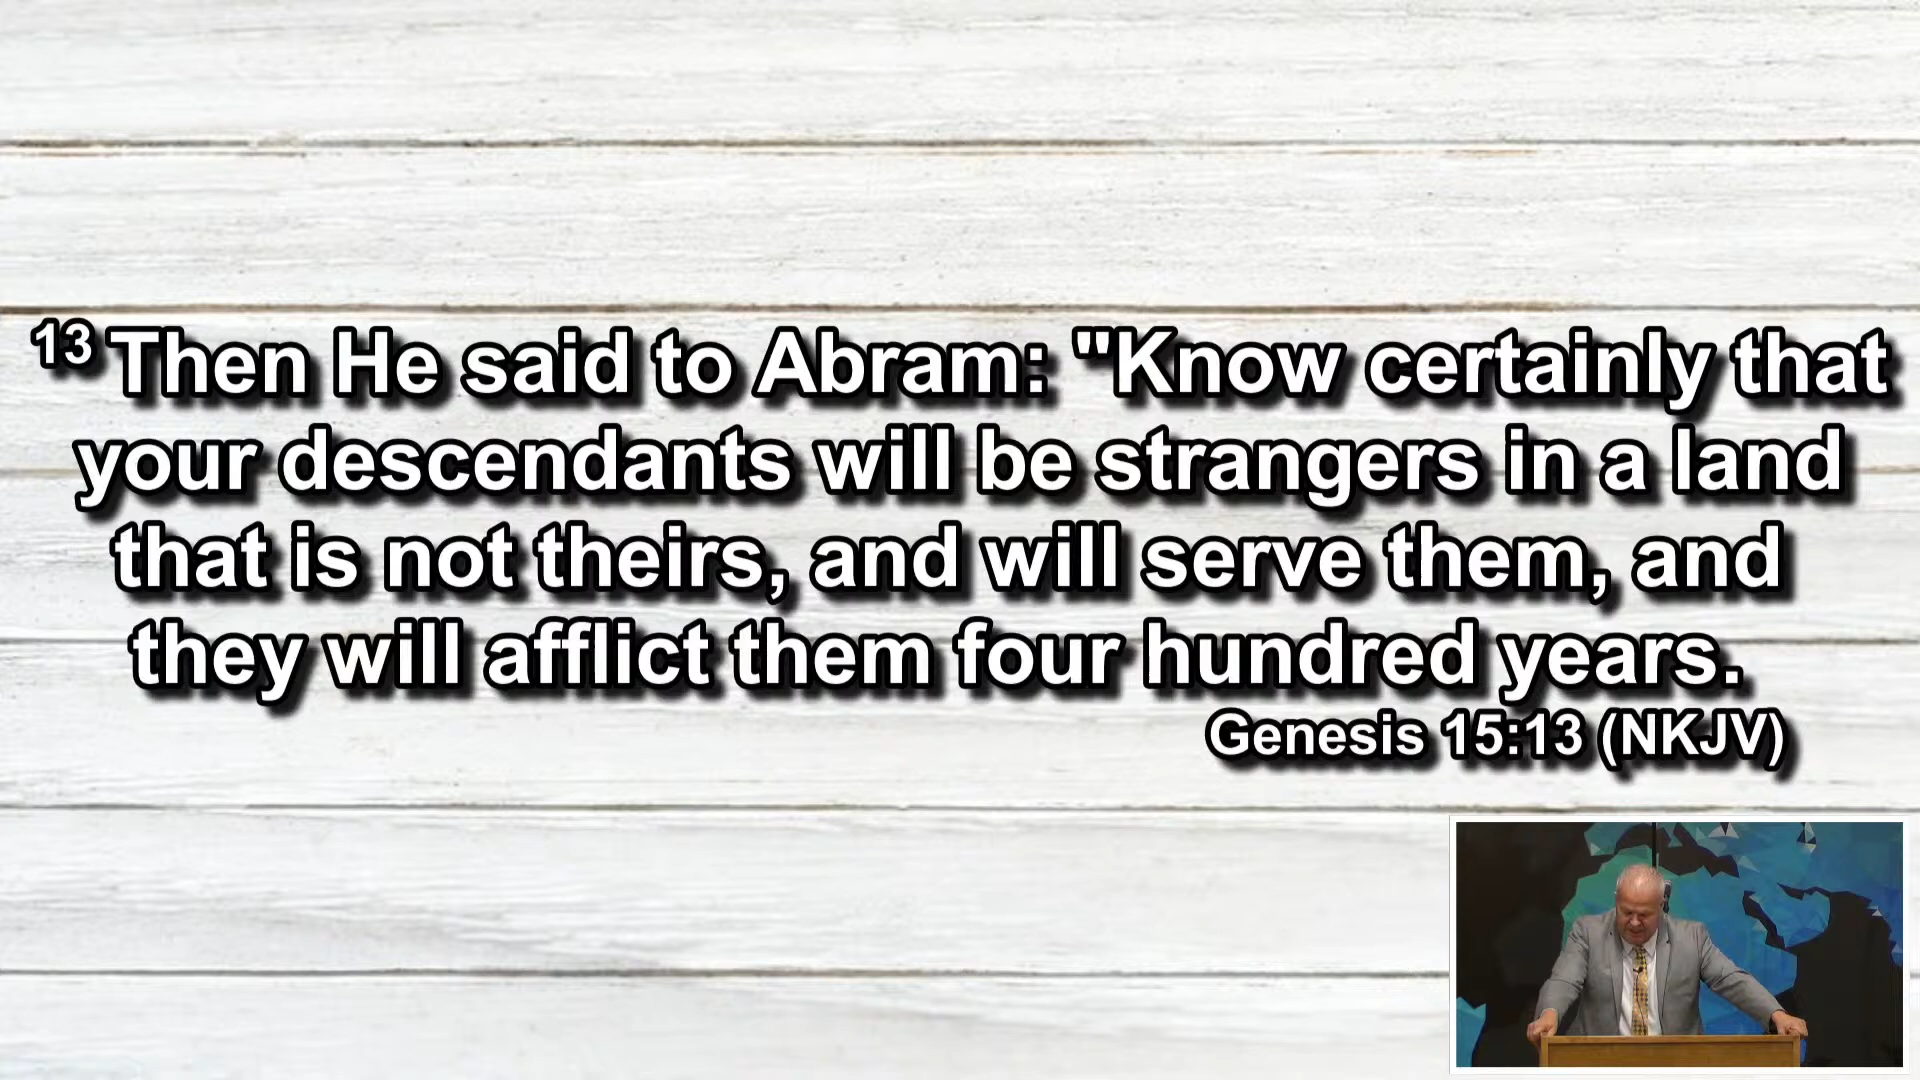 13 Then He said to Abram: "Know certainly that
your descendants will be strangers in a land
that is not theirs, and will serve them, and
they will afflict them four hundred years.
Genesis 15:13 (NKJV)